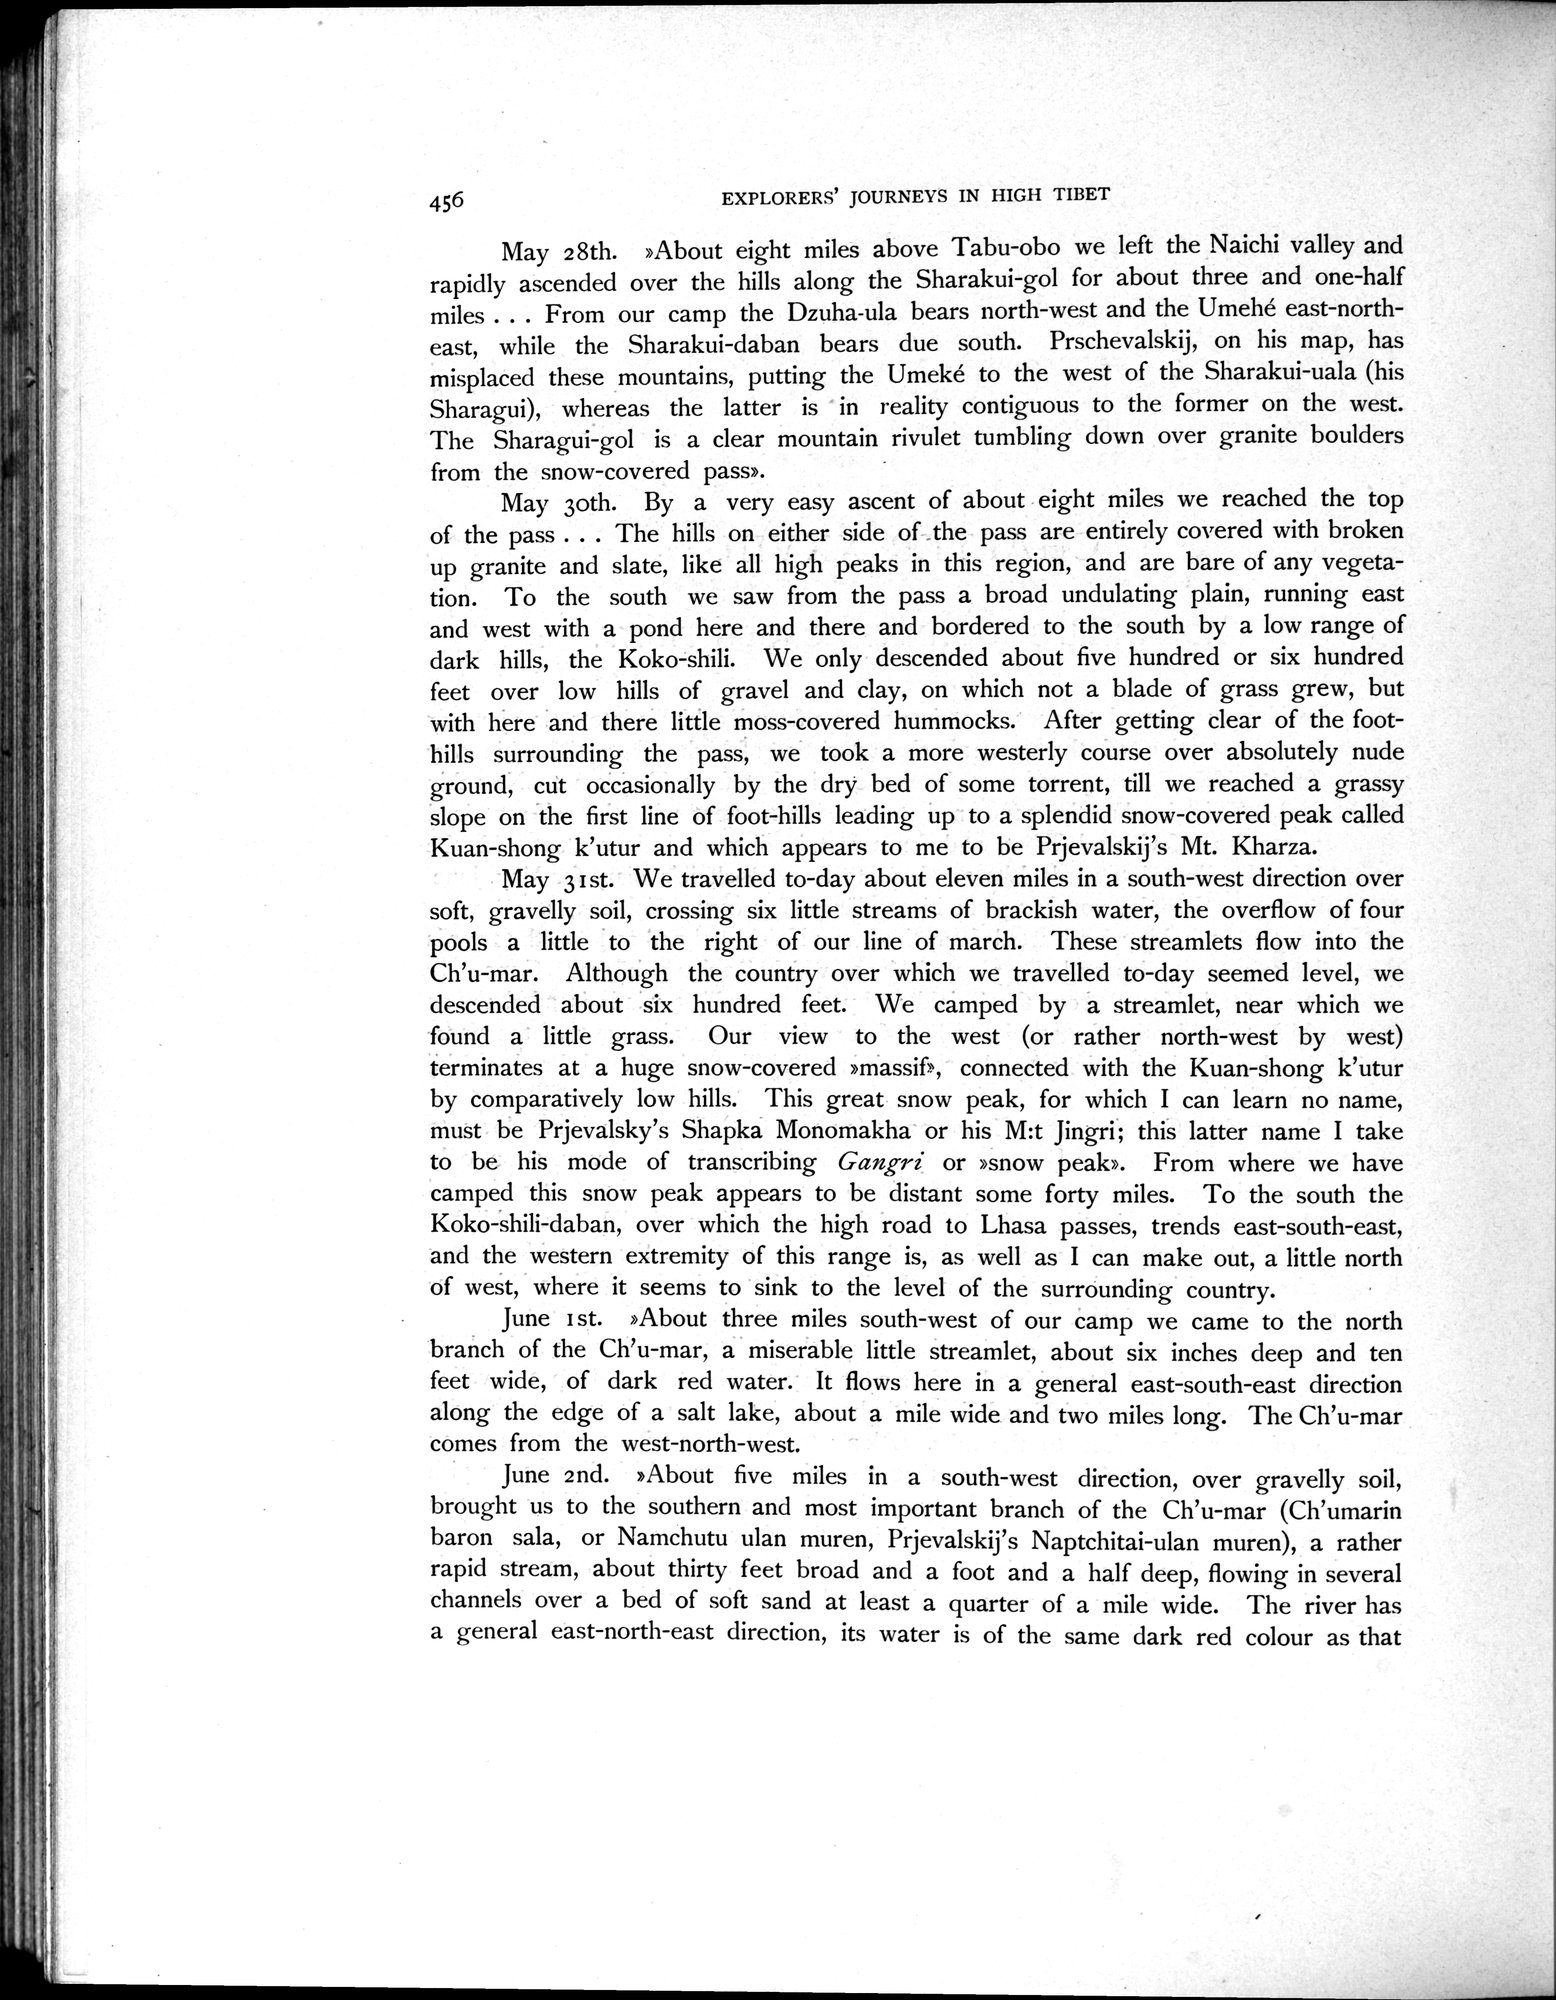 456
EXPLORERS' JOURNEYS IN HIGH TIBET
May 28th. »About eight miles above Tabu-obo we left the Naichi valley and
rapidly ascended over the hills along the Sharakui-gol for about three and one-half
miles . . . From our camp the Dzuha-ula bears north-west and the Umehé east-north-
east, while the Sharakui-daban bears due south. Prschevalskij, on his map, has
misplaced these mountains, putting the Umeké to the west of the Sharakui-uala (his
Sharagui), whereas the latter is in reality contiguous to the former on the west.
The Sharagui-gol is a clear mountain rivulet tumbling down over granite boulders
from the snow-covered pass».
May 30th. By a very easy ascent of about eight miles we reached the top
of the pass . . . The hills on either side of the pass are entirely covered with broken
up granite and slate, like all high peaks in this region, and are bare of any vegeta-
tion. To the south we saw from the pass a broad undulating plain, running east
and west with a pond here and there and bordered to the south by a low range of
dark hills, the Koko-shili. We only descended about five hundred or six hundred
feet over low hills of gravel and clay, on which not a blade of grass grew, but
with here and there little moss-covered hummocks. After getting clear of the foot-
hills surrounding the pass, we took a more westerly course over absolutely nude
ground, cut occasionally by the dry bed of some torrent, till we reached a grassy
slope on the first line of foot-hills leading up to a splendid snow-covered peak called
Kuan-shong k'utur and which appears to me to be Prjevalskij's Mt. Kharza.
May 31st. We travelled to-day about eleven miles in a south-west direction over
soft, gravelly soil, crossing six little streams of brackish water, the overflow of four
pools a little to the right of our line of march. These streamlets flow into the
Ch'u-mar. Although the country over which we travelled to-day seemed level, we
descended about six hundred feet. We camped by a streamlet, near which we
found a little grass. Our view to the west (or rather north-west by west)
terminates at a huge snow-covered »massif», connected with the Kuan-shong k'utur
by comparatively low hills. This great snow peak, for which I can learn no name,
must be Prjevalsky's Shapka Monomakha or his M:t Jingri; this latter name I take
to be his mode of transcribing Gangri or »snow peak». From where we have
camped this snow peak appears to be distant some forty miles. To the south the
Koko-shili-daban, over which the high road to Lhasa passes, trends east-south-east,
and the western extremity of this range is, as well as I can make out, a little north
of west, where it seems to sink to the level of the surrounding country.
June 1st. »About three miles south-west of our camp we came to the north
branch of the Ch'u-mar, a miserable little streamlet, about six inches deep and ten
feet wide, of dark red water. It flows here in a general east-south-east direction
along the edge of a salt lake, about a mile wide and two miles long. The Ch'u-mar
comes from the west-north-west.
June 2nd. »About five miles in a south-west direction, over gravelly soil,
brought us to the southern and most important branch of the Ch'u-mar (Ch'umarin
baron sala, or Namchutu ulan muren, Prjevalskij's Naptchitai-ulan muren), a rather
rapid stream, about thirty feet broad and a foot and a half deep, flowing in several
channels over a bed of soft sand at least a quarter of a mile wide. The river has
a general east-north-east direction, its water is of the same dark red colour as that